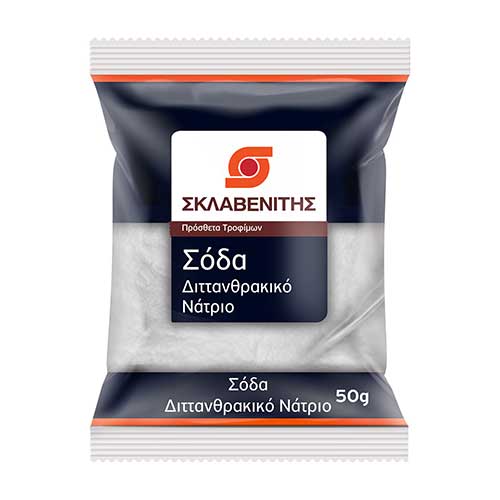 ΣΚΛΑΒΕΝΙΤΗΣ
Πρόσθετα Τροφίμων
Σόδα
Διττανθρακικό
Νάτριο
Σόδα
Διττανθρακικό Νάτριο
50g